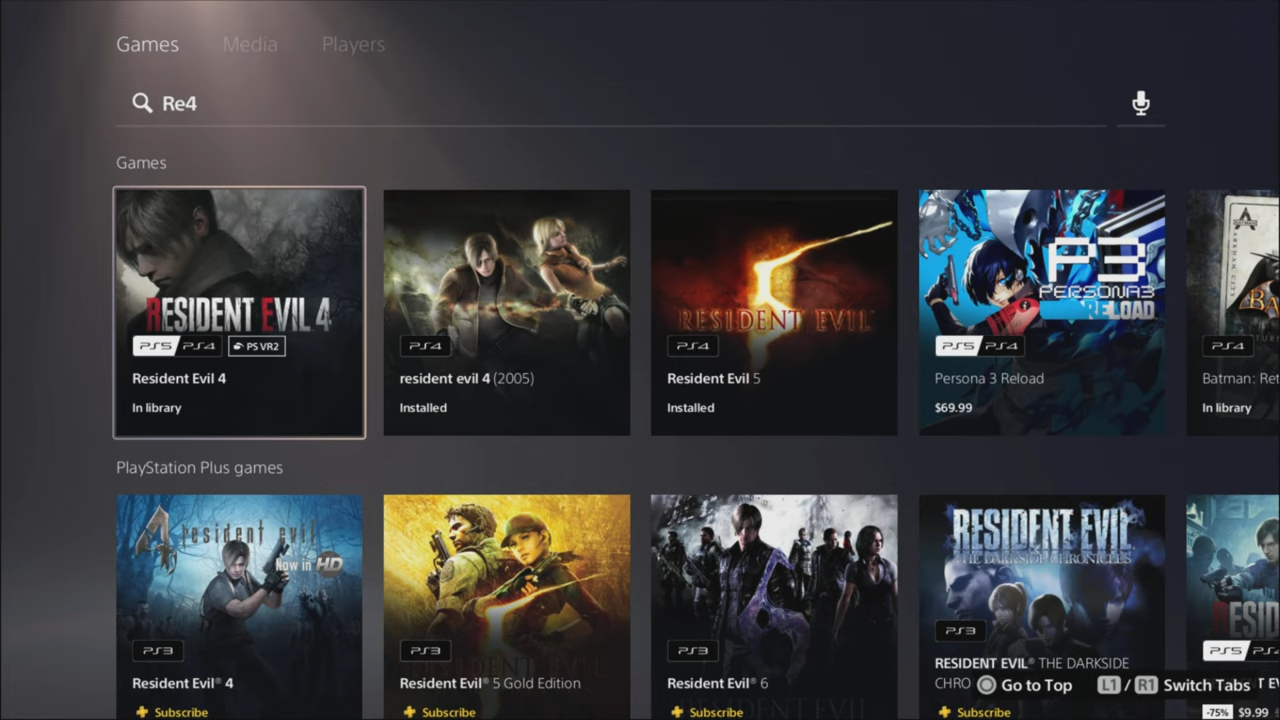 Games Media Players
Re4
Games
RESIDENT EVIL 4
PS5 PS4 PS VR2
Resident Evil 4
In library
PS4
resident evil 4 (2005)
Installed
RESIDENT EVIL
PS4
Resident Evil 5
Installed
P3
PERSONA3
RELOAD
PS5 PS4
Persona 3 Reload
$69.99
PS4
Batman: Ret
In library
PlayStation Plus games
4 resident evil
Now in HD
PS3
Resident Evil® 4
Subscribe
PS3
Resident Evil® 5 Gold Edition
Subscribe
PS3
Resident Evil® 6
Subscribe
RESIDENT EVIL
THE DARKSIDE CHRONICLES
PS3
RESIDENT EVIL® THE DARKSIDE
CHRO
Subscribe
PS5
-75% $9.99
Go to Top L1 / R1 Switch Tabs